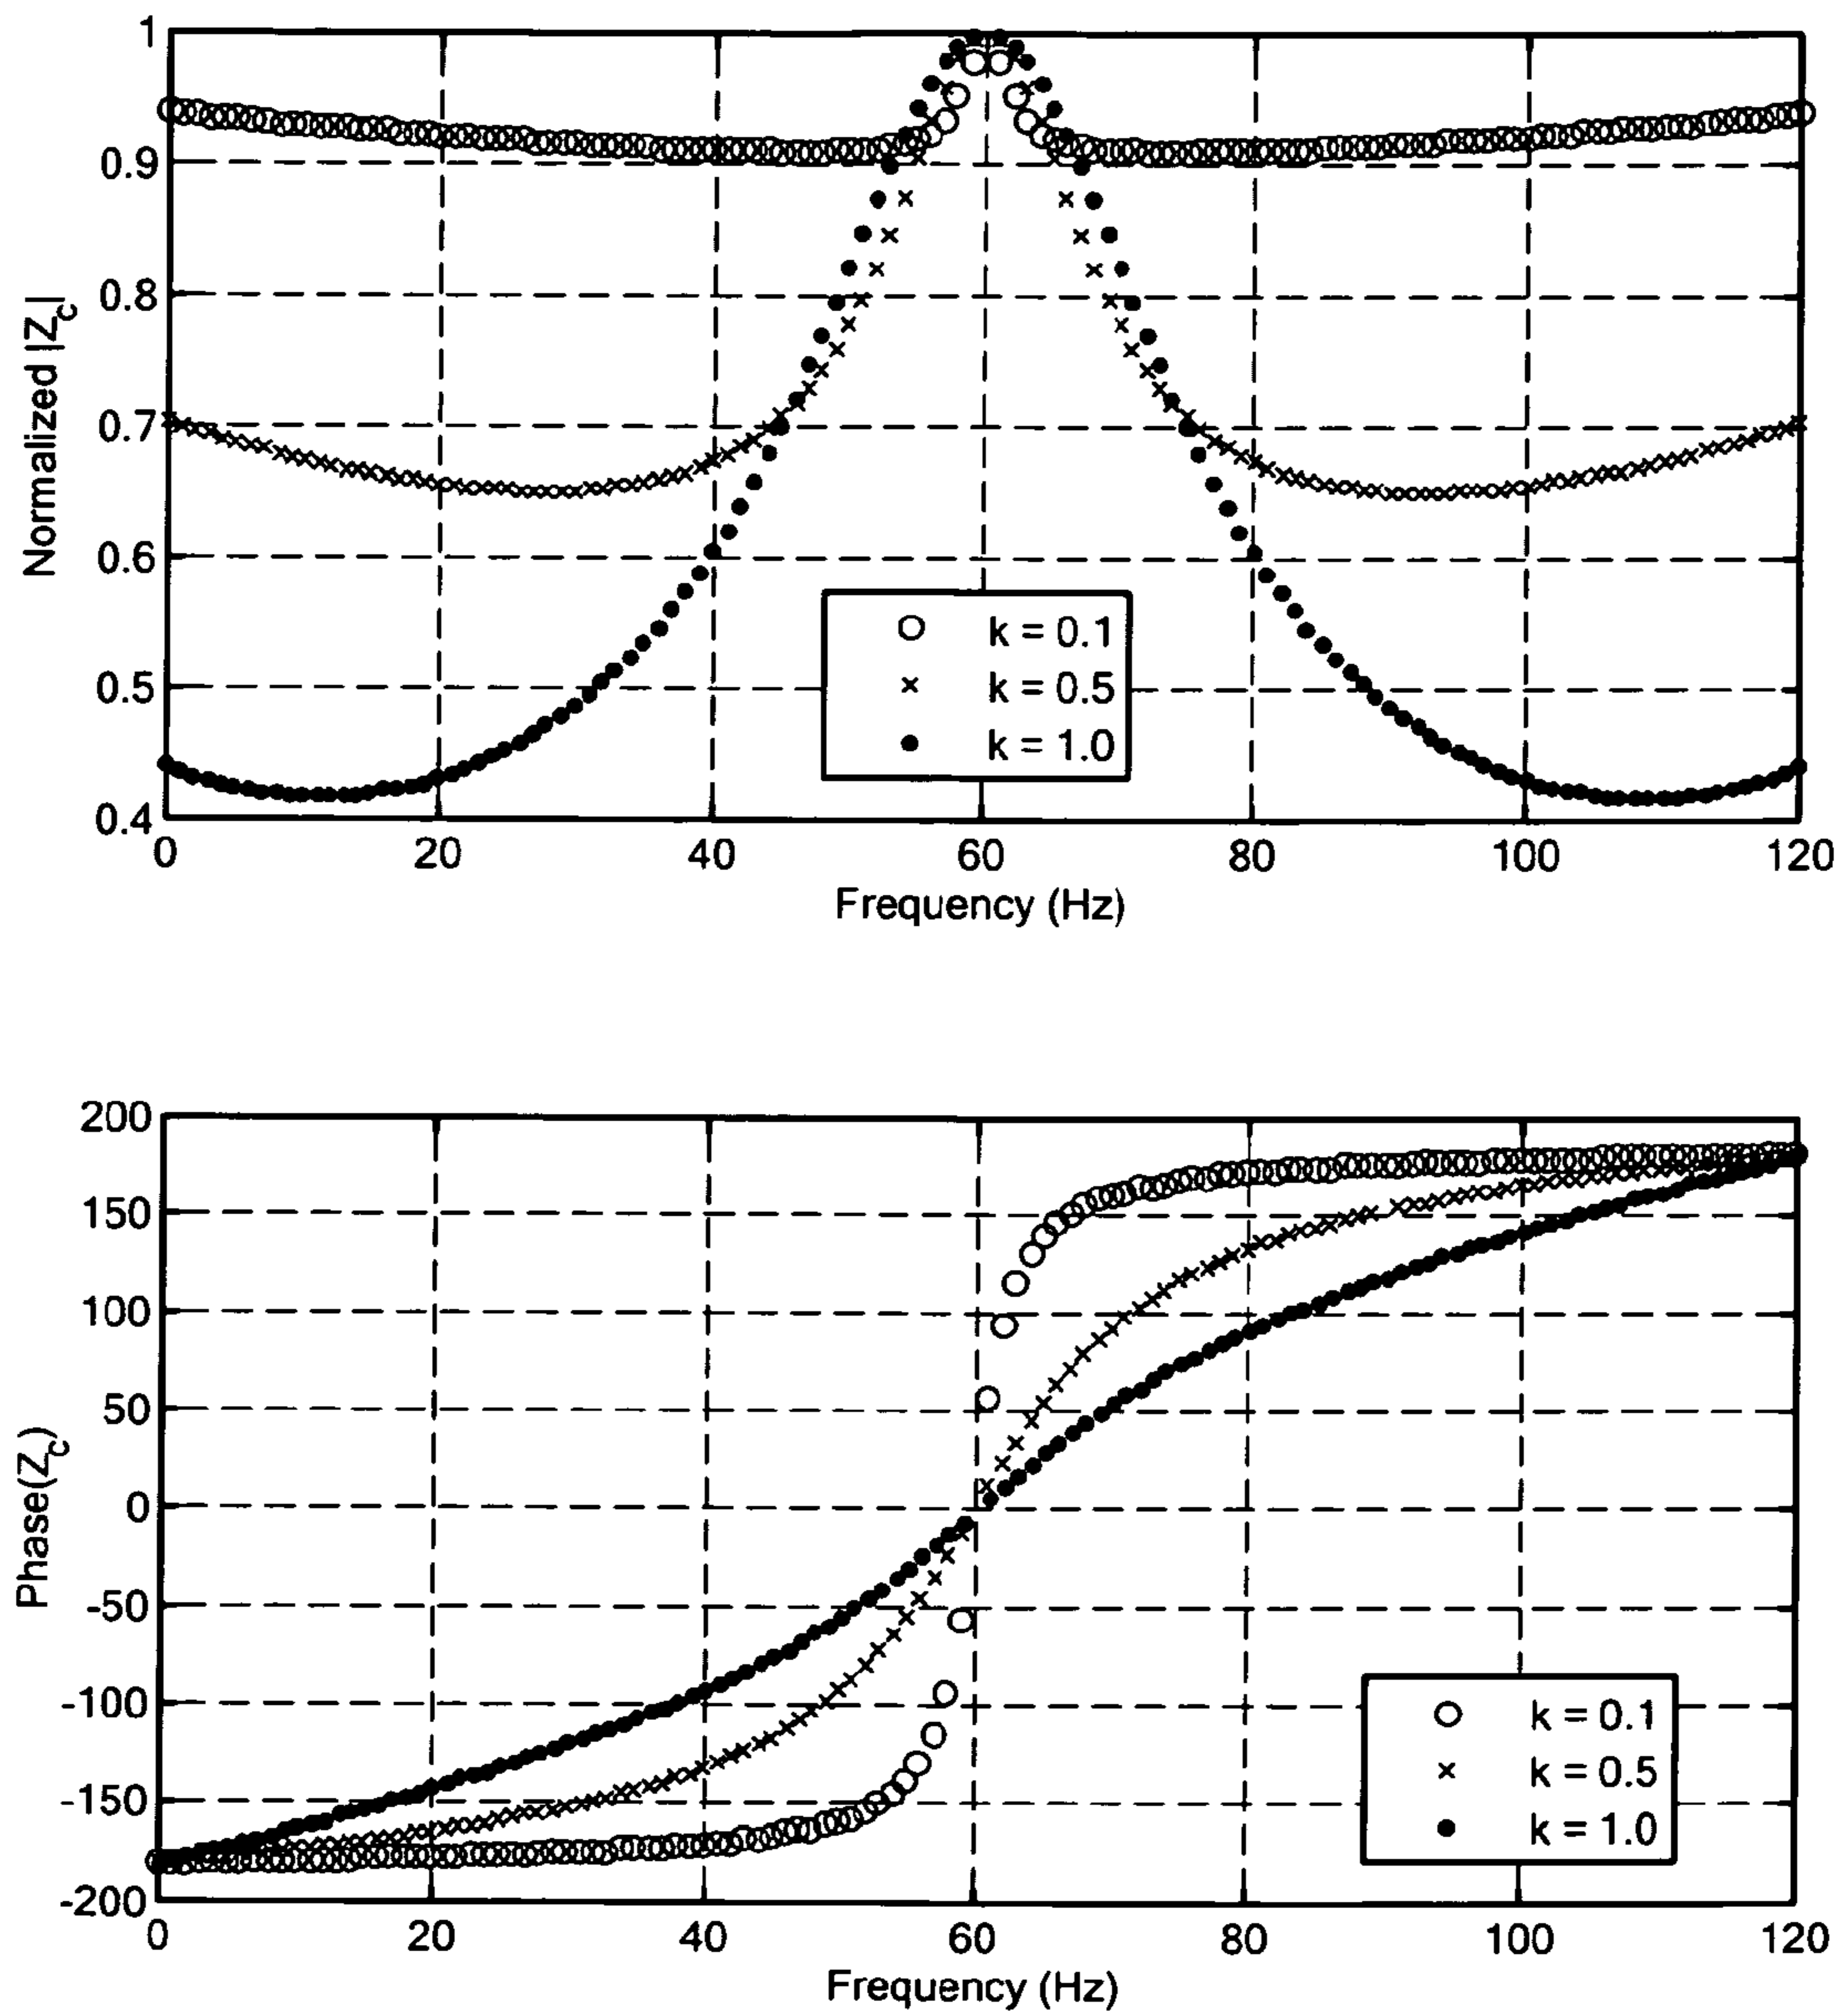 1
0.9
0.8
0.7
0.6
0.5
0.4
Normalized |Zc|
0 20 40 60 80 100 120
Frequency (Hz)
k = 0.1
k = 0.5
k = 1.0
200
150
100
50
0
-50
-100
-150
-200
Phase(Zc)
0 20 40 60 80 100 120
Frequency (Hz)
k = 0.1
k = 0.5
k = 1.0